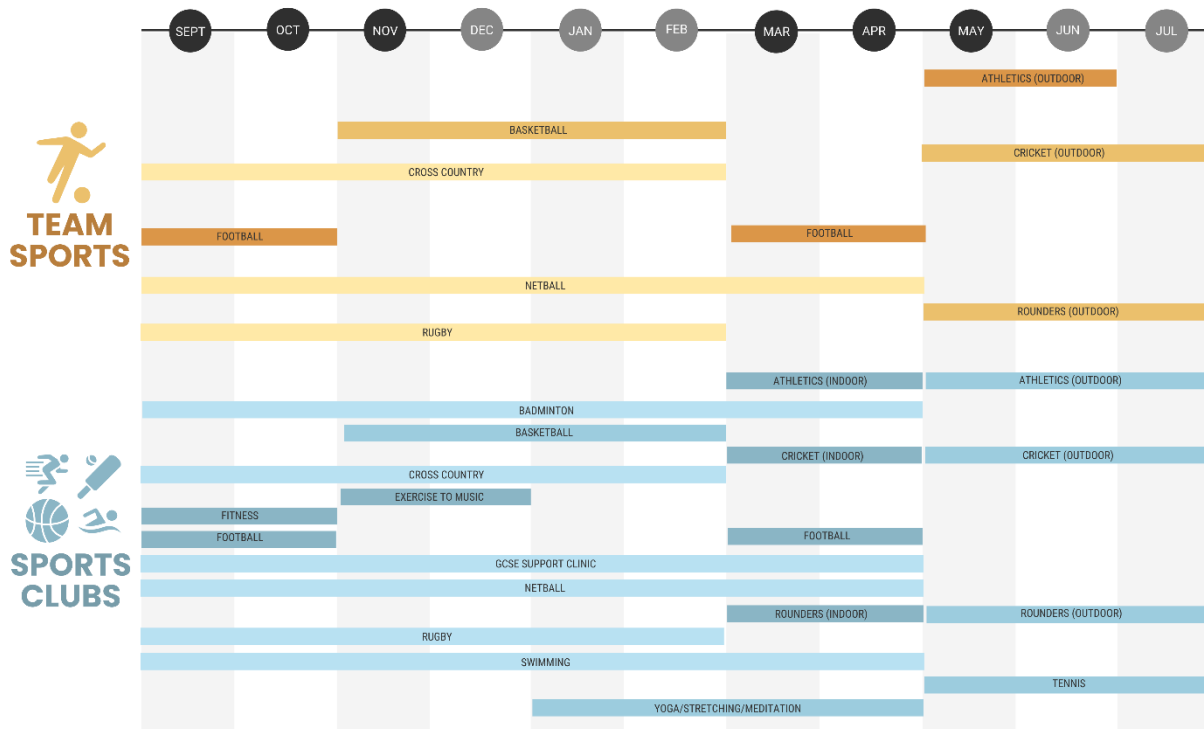 SEPT OCT NOV DEC JAN FEB MAR APR MAY JUN JUL
ATHLETICS (OUTDOOR)
BASKETBALL
CRICKET (OUTDOOR)
CROSS COUNTRY
TEAM
SPORTS
FOOTBALL FOOTBALL
NETBALL
ROUNDERS (OUTDOOR)
RUGBY
ATHLETICS (INDOOR) ATHLETICS (OUTDOOR)
BADMINTON
BASKETBALL
CRICKET (INDOOR) CRICKET (OUTDOOR)
CROSS COUNTRY
EXERCISE TO MUSIC
FITNESS
FOOTBALL FOOTBALL
SPORTS
CLUBS
GCSE SUPPORT CLINIC
NETBALL
ROUNDERS (INDOOR) ROUNDERS (OUTDOOR)
RUGBY
SWIMMING
TENNIS
YOGA/STRETCHING/MEDITATION